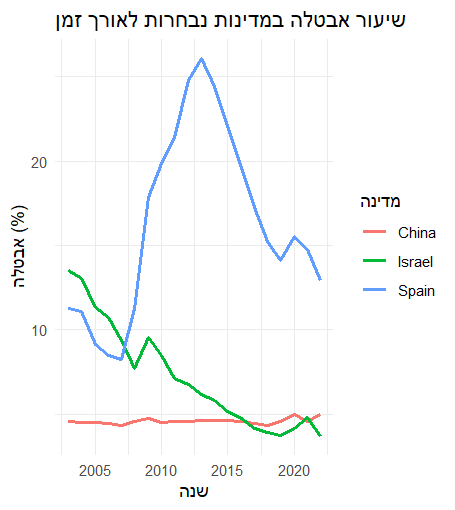 שיעור אבטלה במדינות נבחרות לאורך זמן
אבטלה (%)
20
10
2005 2010 2015 2020
שנה
מדינה
China
Israel
Spain